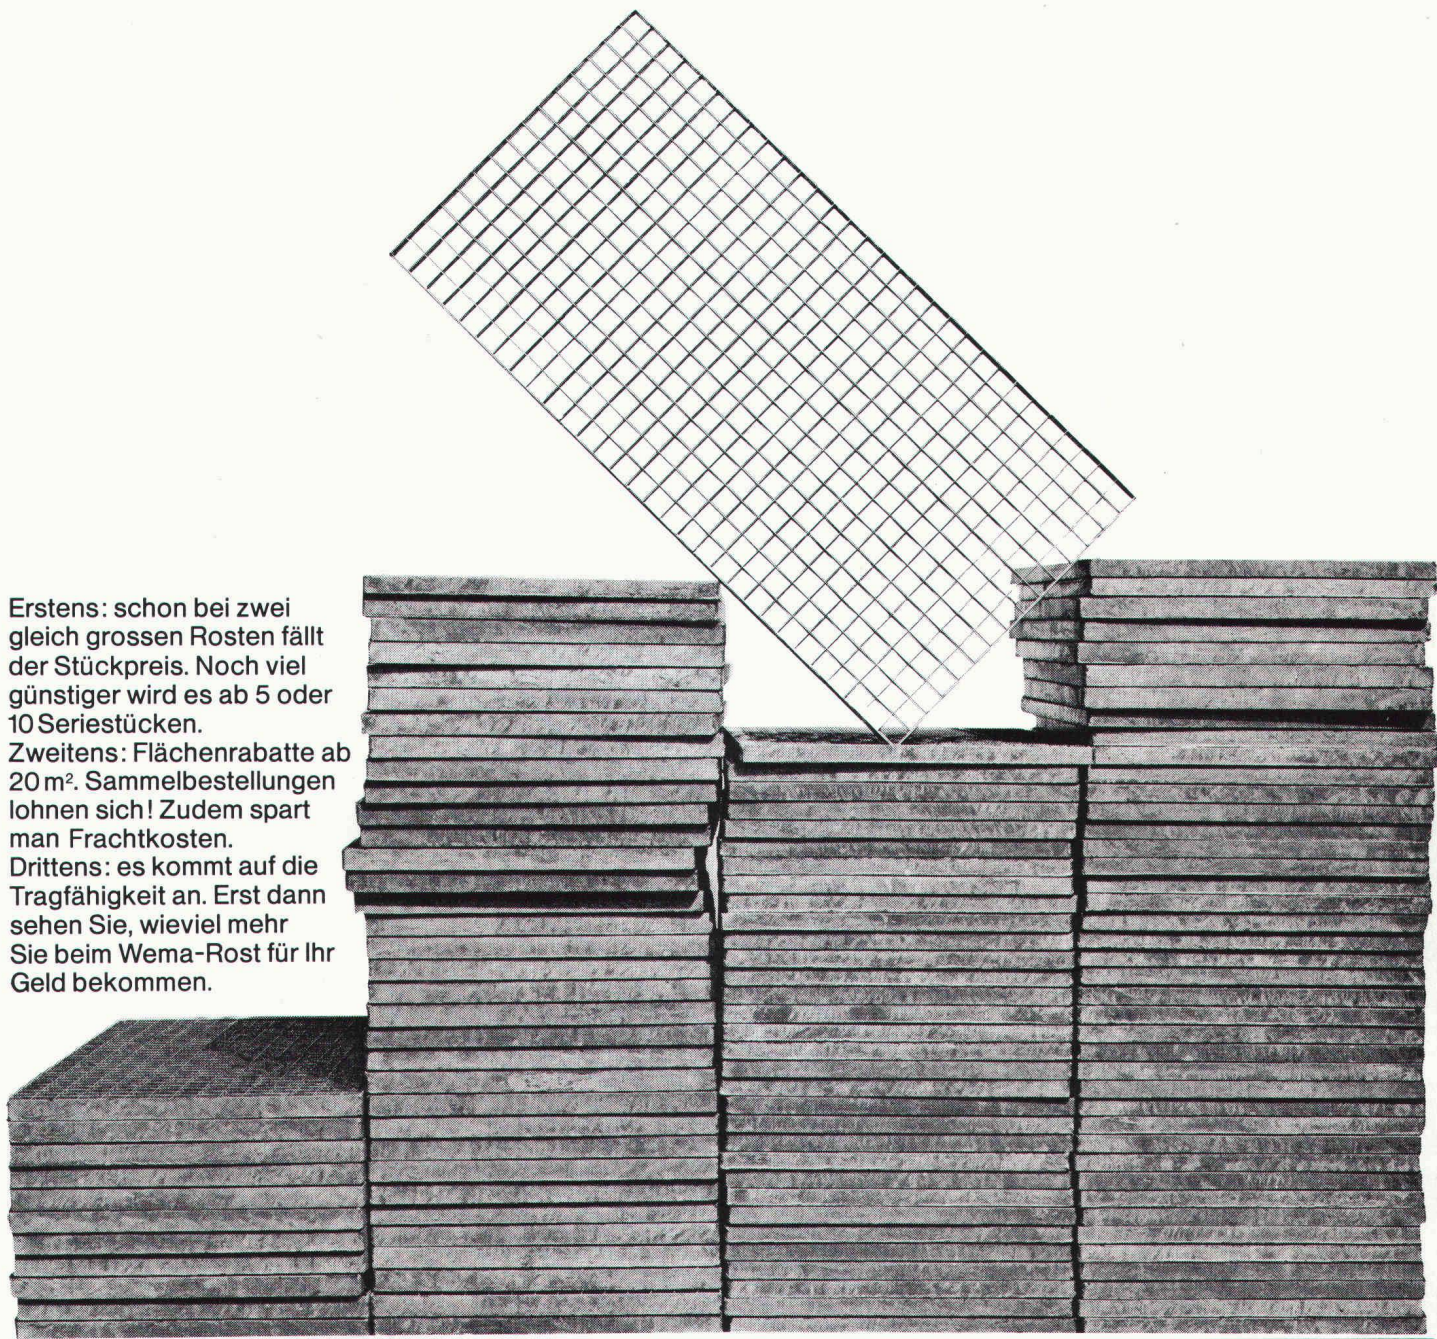 Erstens: schon bei zwei
gleich grossen Rosten fällt
der Stückpreis. Noch viel
günstiger wird es ab 5 oder
10 Seriestücken.
Zweitens: Flächenrabatte ab
20 m². Sammelbestellungen
lohnen sich! Zudem spart
man Frachtkosten.
Drittens: es kommt auf die
Tragfähigkeit an. Erst dann
sehen Sie, wieviel mehr
Sie beim Wema-Rost für Ihr
Geld bekommen.